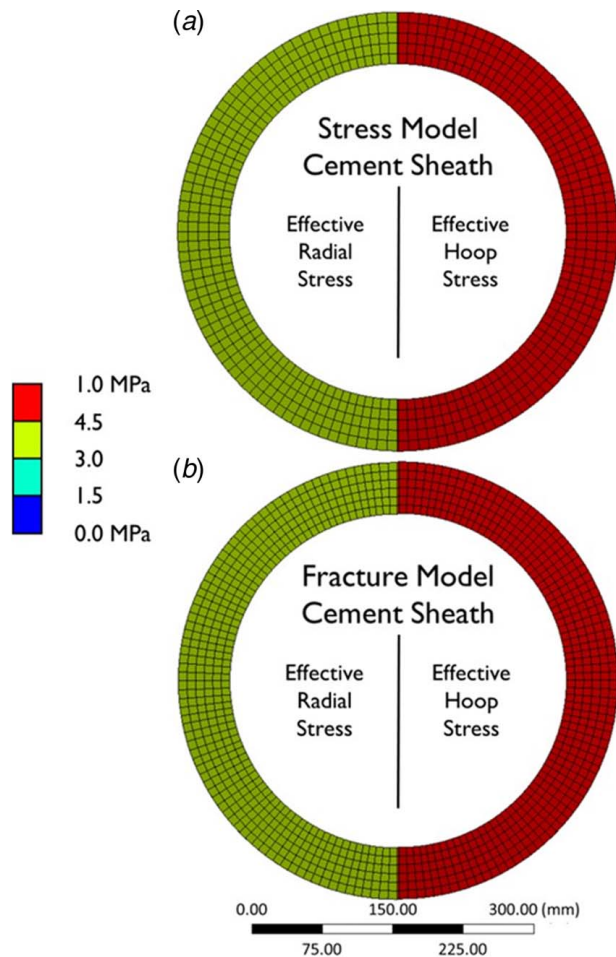 (a)
Stress Model
Cement Sheath
Effective
Radial
Stress
Effective
Hoop
Stress
1.0 MPa
4.5
3.0
1.5
0.0 MPa
(b)
Fracture Model
Cement Sheath
Effective
Radial
Stress
Effective
Hoop
Stress
0.00 150.00 300.00 (mm)
75.00 225.00